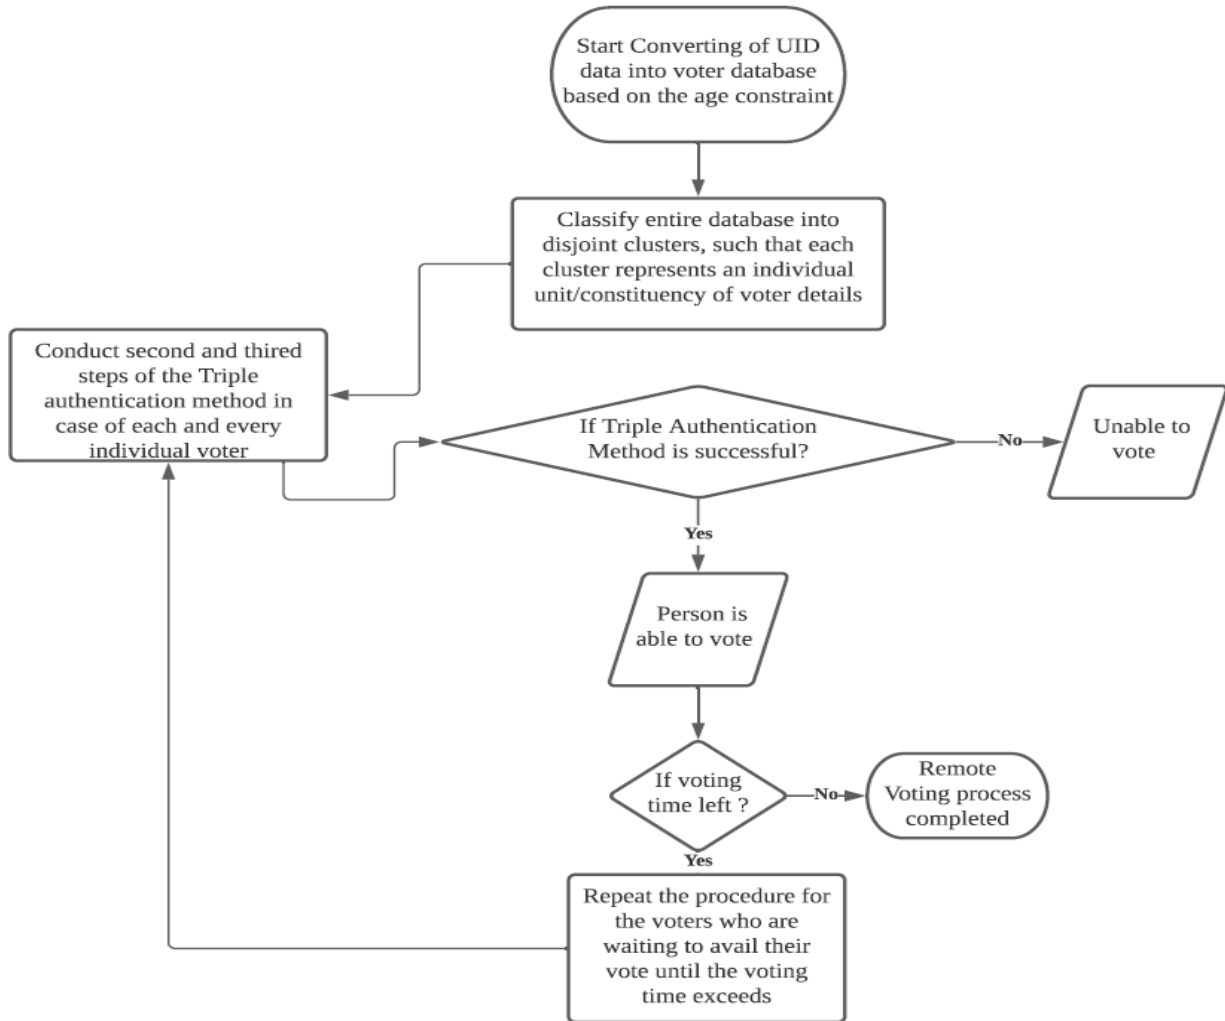 Start Converting of UID
data into voter database
based on the age constraint
Classify entire database into
disjoint clusters, such that each
cluster represents an individual
unit/constituency of voter details
Conduct second and thired
steps of the Triple
authentication method in
case of each and every
individual voter
If Triple Authentication
Method is successful?
No
Unable to
vote
Yes
Person is
able to vote
If voting
time left ?
No
Remote
Voting process
completed
Yes
Repeat the procedure for
the voters who are
waiting to avail their
vote until the voting
time exceeds